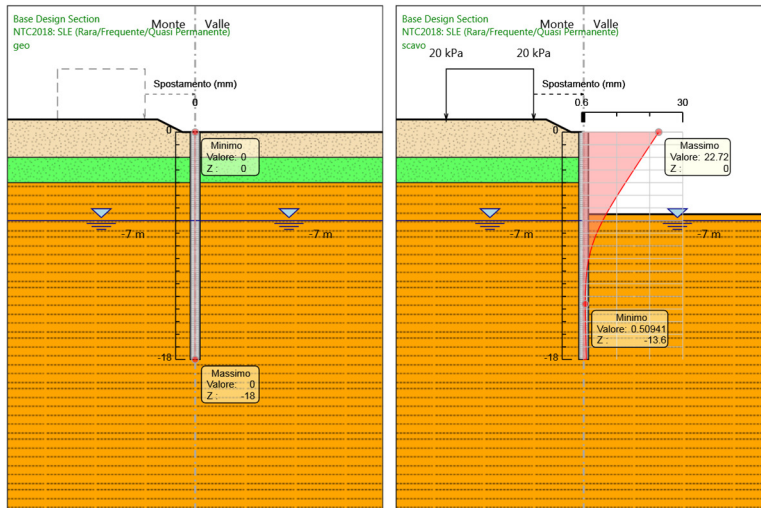 Base Design Section
NTC2018: SLE (Rara/Frequente/Quasi Permanente)
geo
Monte
Valle
Spostamento (mm)
0
0
Minimo
Valore: 0
Z : 0
-7 m
-7 m
-18
Massimo
Valore: 0
Z : -18
Base Design Section
NTC2018: SLE (Rara/Frequente/Quasi Permanente)
scavo
Monte
Valle
20 kPa
20 kPa
Spostamento (mm)
0.6
30
0
Massimo
Valore: 22.72
Z : 0
-7 m
-7 m
Minimo
Valore: 0.50941
Z : -13.6
-18